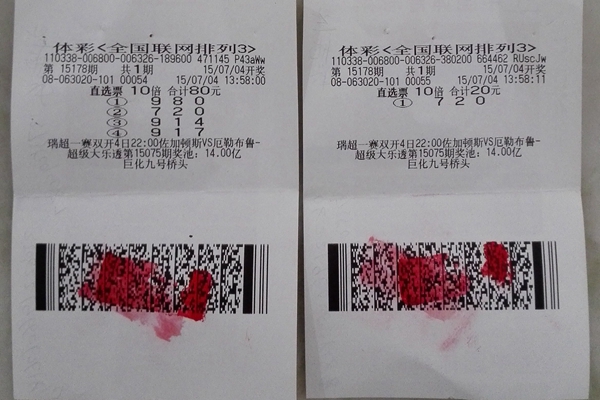 体彩<全国联网排列3>
110338-006800-006326-189600 471145 P43aWw
第 15178期 共1期 15/07/04开奖
08-063020-101 00054 15/07/04 13:58:00
直选票 10倍 合计80元
① 9 8 0
② 7 2 0
③ 9 1 4
④ 9 1 7
瑞超一赛双开4日22:00佐加顿斯VS厄勒布鲁-
超级大乐透第15075期奖池: 14.00亿
巨化九号桥头
体彩<全国联网排列3>
110338-006800-006326-380200 664462 RUscJw
第 15178期 共1期 15/07/04开奖
08-063020-101 00055 15/07/04 13:58:11
直选票 10倍 合计20元
① 7 2 0
瑞超一赛双开4日22:00佐加顿斯VS厄勒布鲁-
超级大乐透第15075期奖池: 14.00亿
巨化九号桥头